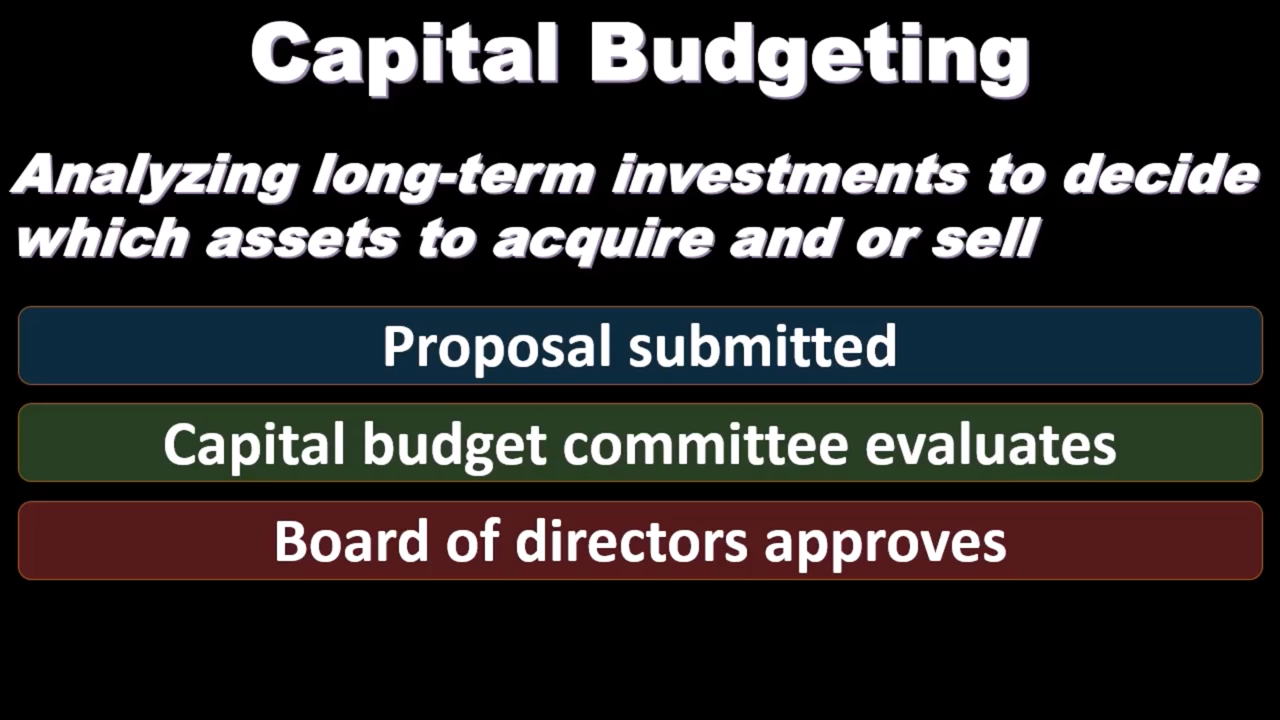 Capital Budgeting
Analyzing long-term investments to decide
which assets to acquire and or sell
Proposal submitted
Capital budget committee evaluates
Board of directors approves